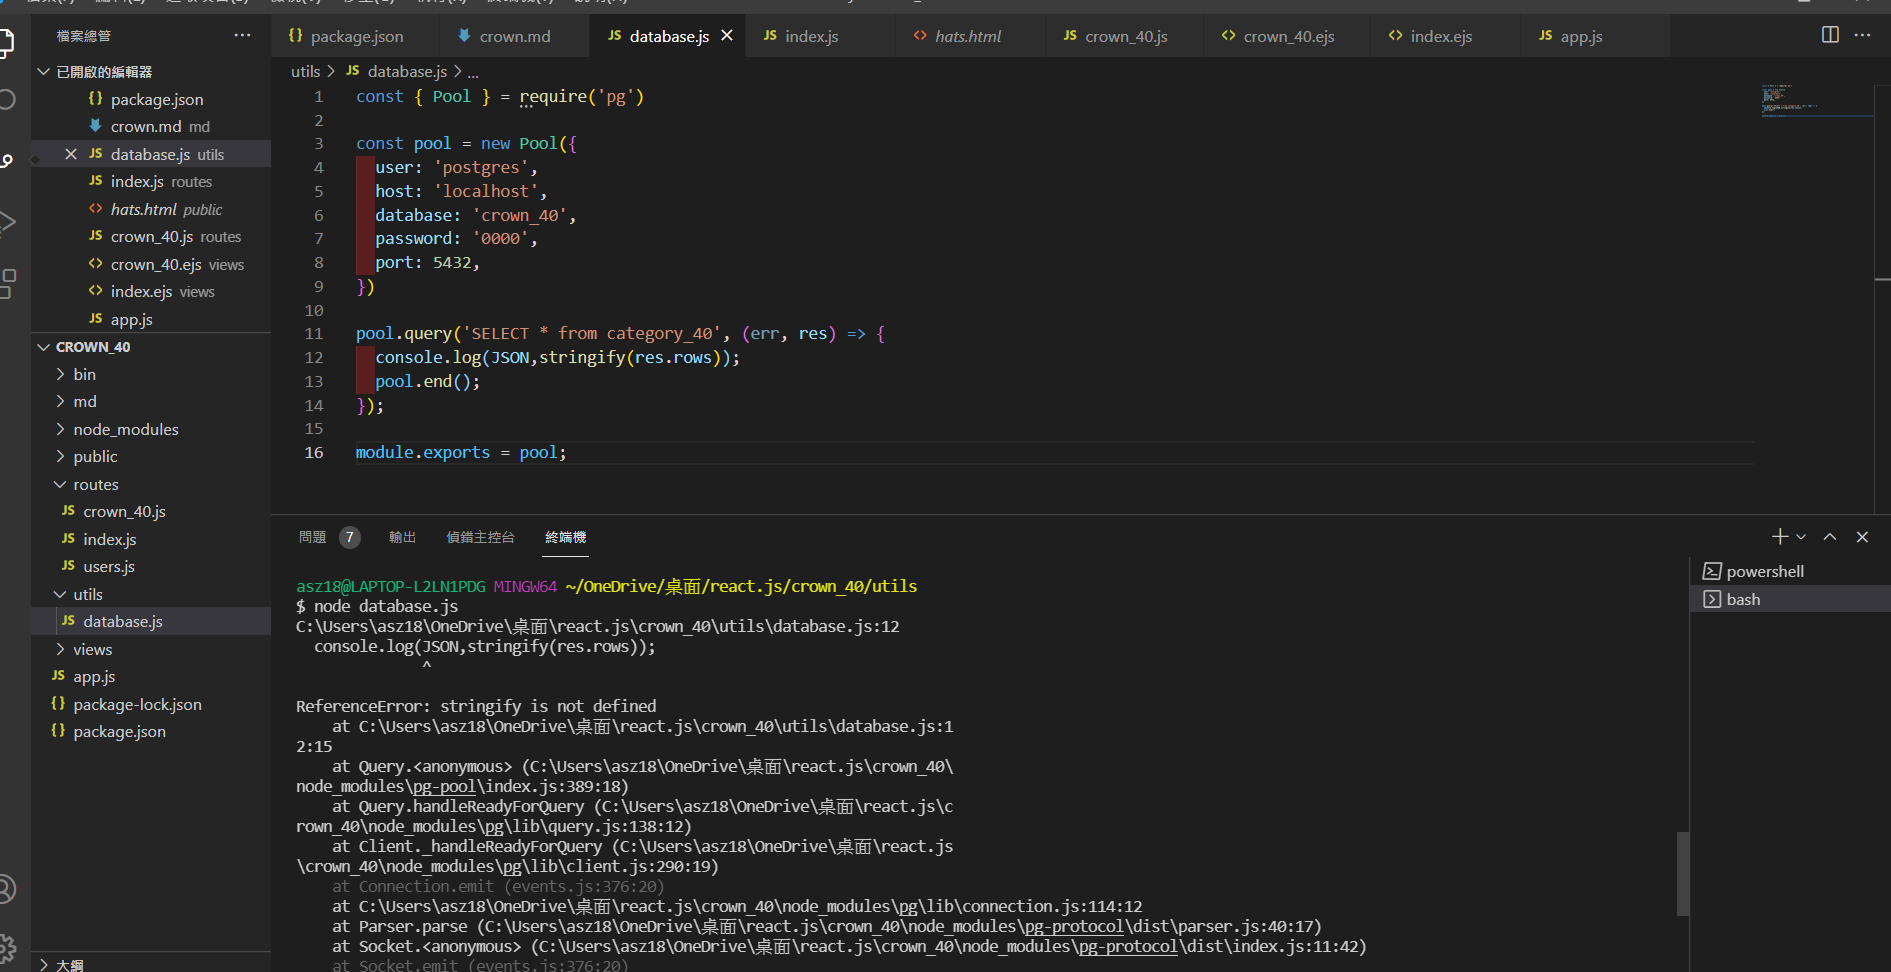 檔案總管
···
已開啟的編輯器
{} package.json
crown.md md
× JS database.js utils
JS index.js routes
<> hats.html public
JS crown_40.js routes
<> crown_40.ejs views
<> index.ejs views
JS app.js
CROWN_40
> bin
> md
> node_modules
> public
routes
JS crown_40.js
JS index.js
JS users.js
utils
JS database.js
> views
JS app.js
{} package-lock.json
{} package.json
> 大綱
{} package.json
crown.md
JS database.js ×
JS index.js
<> hats.html
JS crown_40.js
<> crown_40.ejs
<> index.ejs
JS app.js
···
utils > JS database.js > ...
1 const { Pool } = require('pg')
2
3 const pool = new Pool({
4   user: 'postgres',
5   host: 'localhost',
6   database: 'crown_40',
7   password: '0000',
8   port: 5432,
9 })
10
11 pool.query('SELECT * from category_40', (err, res) => {
12   console.log(JSON,stringify(res.rows));
13   pool.end();
14 });
15
16 module.exports = pool;
問題 7 輸出 偵錯主控台 終端機
powershell
bash
asz18@LAPTOP-L2LN1PDG MINGW64 ~/OneDrive/桌面/react.js/crown_40/utils
$ node database.js
C:\Users\asz18\OneDrive\桌面\react.js\crown_40\utils\database.js:12
  console.log(JSON,stringify(res.rows));
              ^
ReferenceError: stringify is not defined
    at C:\Users\asz18\OneDrive\桌面\react.js\crown_40\utils\database.js:1
2:15
    at Query.<anonymous> (C:\Users\asz18\OneDrive\桌面\react.js\crown_40\
node_modules\pg-pool\index.js:389:18)
    at Query.handleReadyForQuery (C:\Users\asz18\OneDrive\桌面\react.js\c
rown_40\node_modules\pg\lib\query.js:138:12)
    at Client._handleReadyForQuery (C:\Users\asz18\OneDrive\桌面\react.js
\crown_40\node_modules\pg\lib\client.js:290:19)
    at Connection.emit (events.js:376:20)
    at C:\Users\asz18\OneDrive\桌面\react.js\crown_40\node_modules\pg\lib\connection.js:114:12
    at Parser.parse (C:\Users\asz18\OneDrive\桌面\react.js\crown_40\node_modules\pg-protocol\dist\parser.js:40:17)
    at Socket.<anonymous> (C:\Users\asz18\OneDrive\桌面\react.js\crown_40\node_modules\pg-protocol\dist\index.js:11:42)
    at Socket.emit (events.js:376:20)